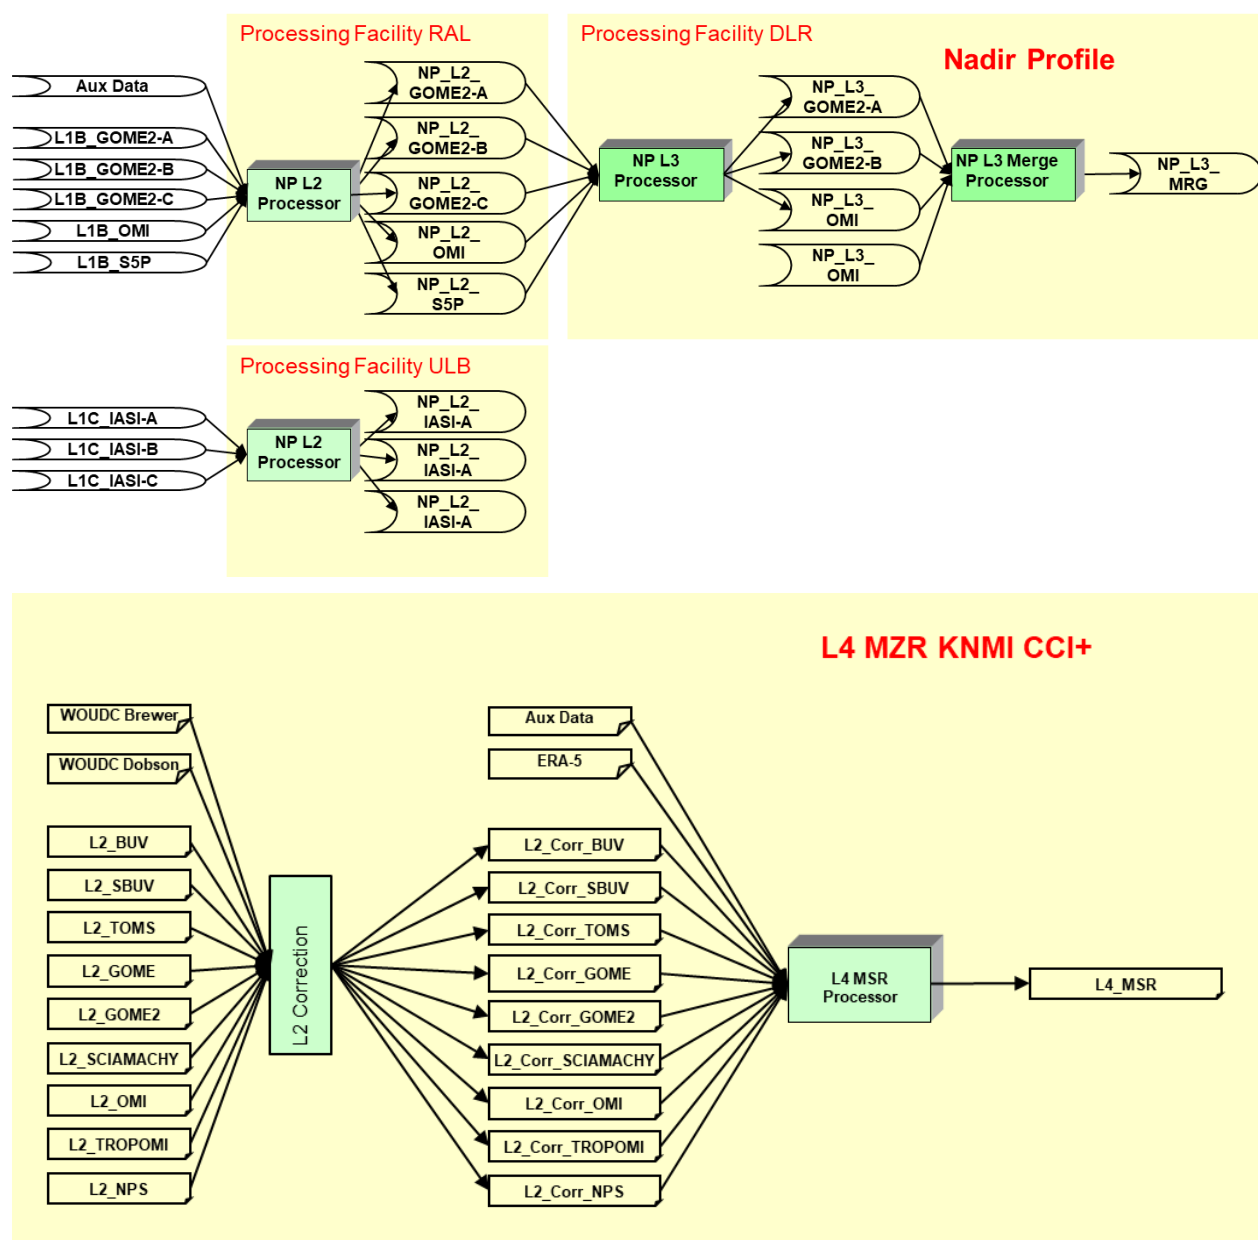 Processing Facility RAL
Processing Facility DLR
Nadir Profile
Aux Data
L1B_GOME2-A
L1B_GOME2-B
L1B_GOME2-C
L1B_OMI
L1B_S5P
NP L2
Processor
NP_L2_
GOME2-A
NP_L2_
GOME2-B
NP_L2_
GOME2-C
NP_L2_
OMI
NP_L2_
S5P
NP L3
Processor
NP_L3_
GOME2-A
NP_L3_
GOME2-B
NP_L3_
OMI
NP_L3_
OMI
NP L3 Merge
Processor
NP_L3_
MRG
Processing Facility ULB
L1C_IASI-A
L1C_IASI-B
L1C_IASI-C
NP L2
Processor
NP_L2_
IASI-A
NP_L2_
IASI-A
NP_L2_
IASI-A
L4 MZR KNMI CCI+
WOUDC Brewer
WOUDC Dobson
L2_BUV
L2_SBUV
L2_TOMS
L2_GOME
L2_GOME2
L2_SCIAMACHY
L2_OMI
L2_TROPOMI
L2_NPS
L2 Correction
Aux Data
ERA-5
L2_Corr_BUV
L2_Corr_SBUV
L2_Corr_TOMS
L2_Corr_GOME
L2_Corr_GOME2
L2_Corr_SCIAMACHY
L2_Corr_OMI
L2_Corr_TROPOMI
L2_Corr_NPS
L4 MSR
Processor
L4_MSR